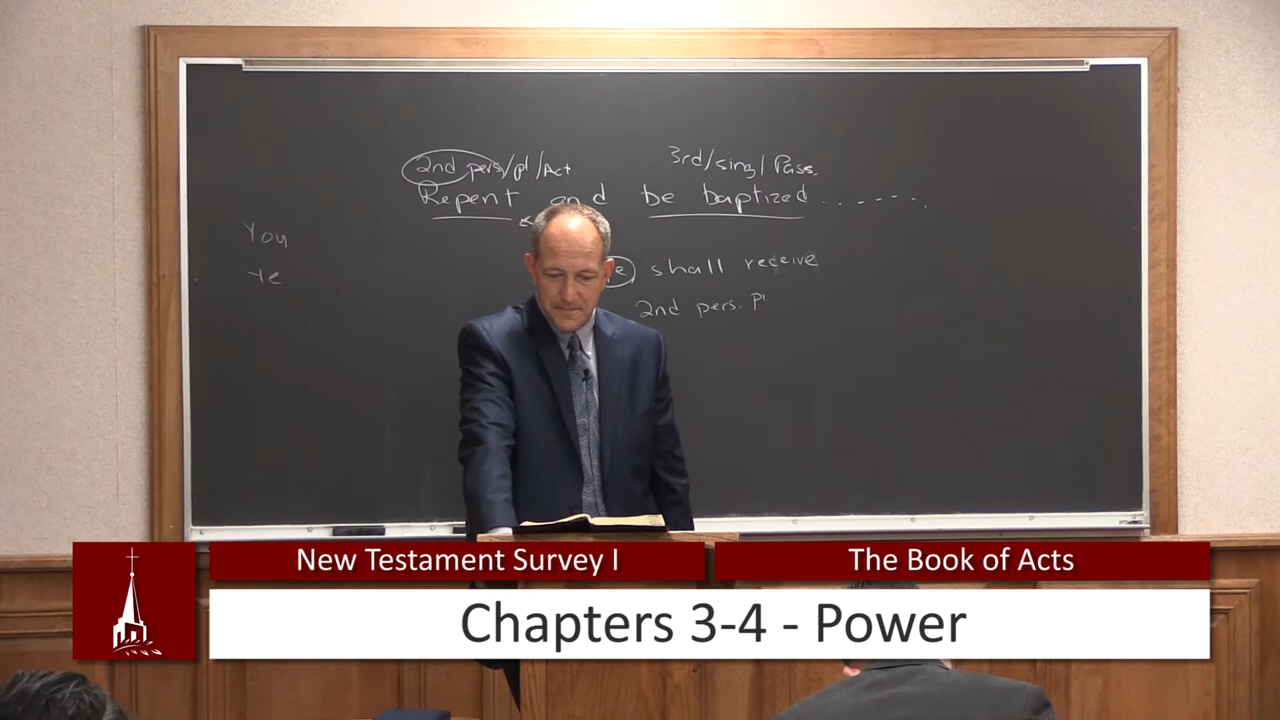 2nd pers/pl/Act.
3rd/sing/Pass.
Repent and be baptized . . . . . . .
You
Ye
shall receive
2nd pers. pl
New Testament Survey I
The Book of Acts
Chapters 3-4 - Power